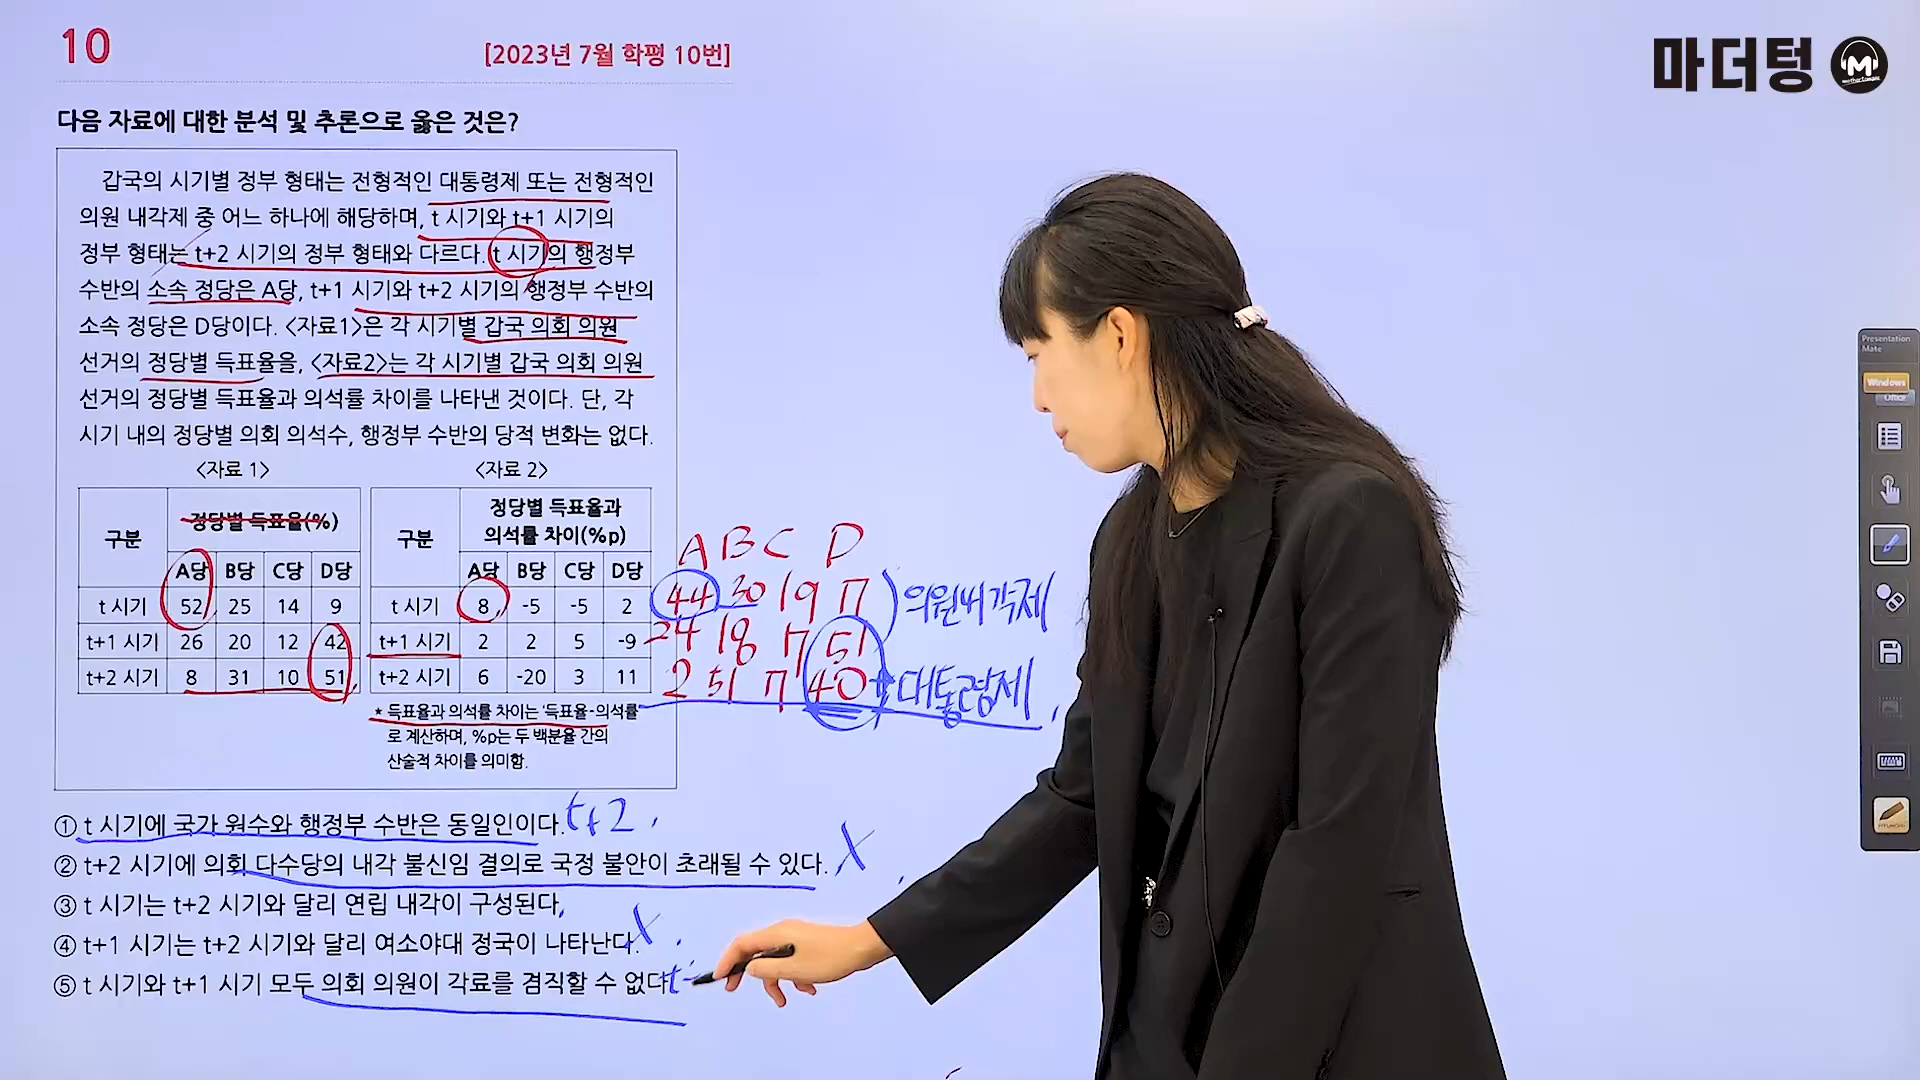 10
[2023년 7월 학평 10번]
마더텅
다음 자료에 대한 분석 및 추론으로 옳은 것은?
갑국의 시기별 정부 형태는 전형적인 대통령제 또는 전형적인
의원 내각제 중 어느 하나에 해당하며, t 시기와 t+1 시기의
정부 형태는 t+2 시기의 정부 형태와 다르다. t 시기의 행정부
수반의 소속 정당은 A당, t+1 시기와 t+2 시기의 행정부 수반의
소속 정당은 D당이다. <자료1>은 각 시기별 갑국 의회 의원
선거의 정당별 득표율을, <자료2>는 각 시기별 갑국 의회 의원
선거의 정당별 득표율과 의석률 차이를 나타낸 것이다. 단, 각
시기 내의 정당별 의회 의석수, 행정부 수반의 당적 변화는 없다.
<자료 1>
구분 정당별 득표율(%)
A당 B당 C당 D당
t 시기 52 25 14 9
t+1 시기 26 20 12 42
t+2 시기 8 31 10 51
<자료 2>
구분 정당별 득표율과
의석률 차이(%p)
A당 B당 C당 D당
t 시기 8 -5 -5 2
t+1 시기 2 2 5 -9
t+2 시기 6 -20 3 11
* 득표율과 의석률 차이는 '득표율-의석률'
로 계산하며, %p는 두 백분율 간의
산술적 차이를 의미함.
A B C D
44 30 19 7 ) 의원내각제
24 18 7 51
2 51 7 40 대통령제
① t 시기에 국가 원수와 행정부 수반은 동일인이다. t+2
② t+2 시기에 의회 다수당의 내각 불신임 결의로 국정 불안이 초래될 수 있다. X
③ t 시기는 t+2 시기와 달리 연립 내각이 구성된다.
④ t+1 시기는 t+2 시기와 달리 여소야대 정국이 나타난다. X
⑤ t 시기와 t+1 시기 모두 의회 의원이 각료를 겸직할 수 없다. t
Presentation
Mate
Windows
Office